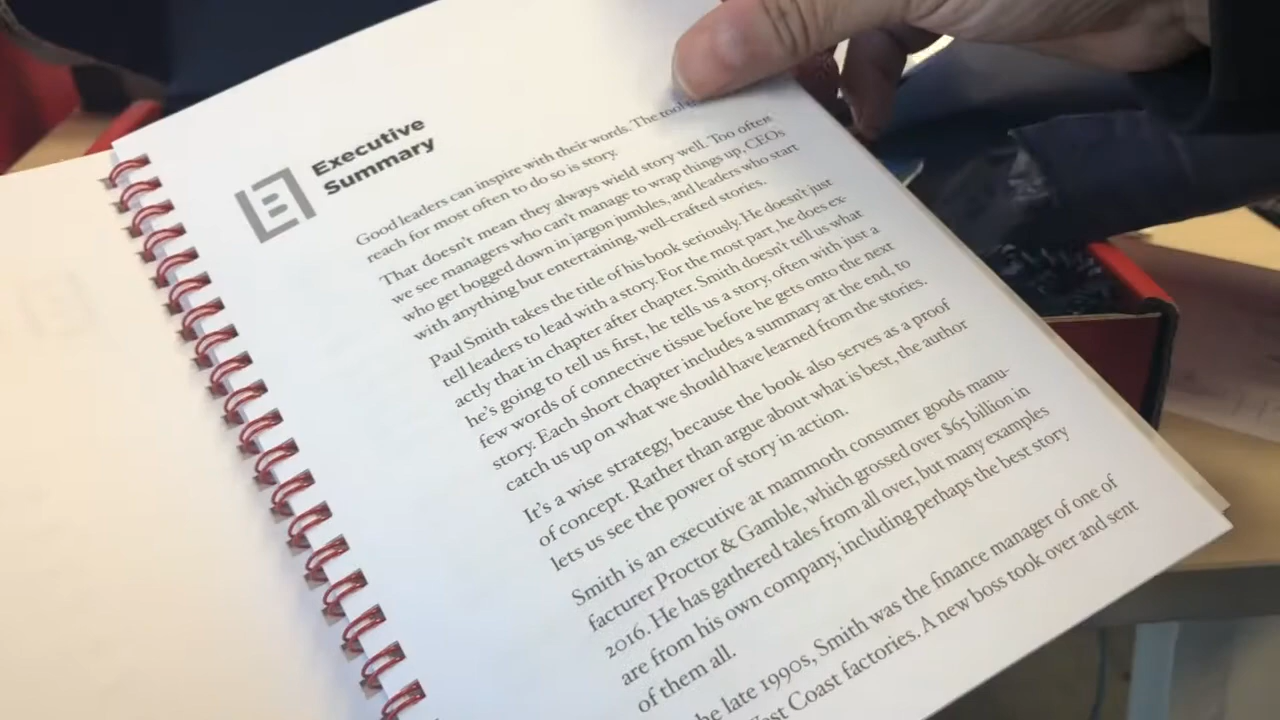 Executive
Summary
Good leaders can inspire with their words. The tool
reach for most often to do so is story.
That doesn't mean they always wield story well. Too often
we see managers who can't manage to wrap things up, CEOs
who get bogged down in jargon jumbles, and leaders who start
with anything but entertaining, well-crafted stories.
Paul Smith takes the title of his book seriously. He doesn't just
tell leaders to lead with a story. For the most part, he does ex-
actly that in chapter after chapter. Smith doesn't tell us what
he's going to tell us first, he tells us a story, often with just a
few words of connective tissue before he gets onto the next
story. Each short chapter includes a summary at the end, to
catch us up on what we should have learned from the stories.
It's a wise strategy, because the book also serves as a proof
of concept. Rather than argue about what is best, the author
lets us see the power of story in action.
Smith is an executive at mammoth consumer goods manu-
facturer Proctor & Gamble, which grossed over $65 billion in
2016. He has gathered tales from all over, but many examples
are from his own company, including perhaps the best story
of them all.
he late 1990s, Smith was the finance manager of one of
st Coast factories. A new boss took over and sent